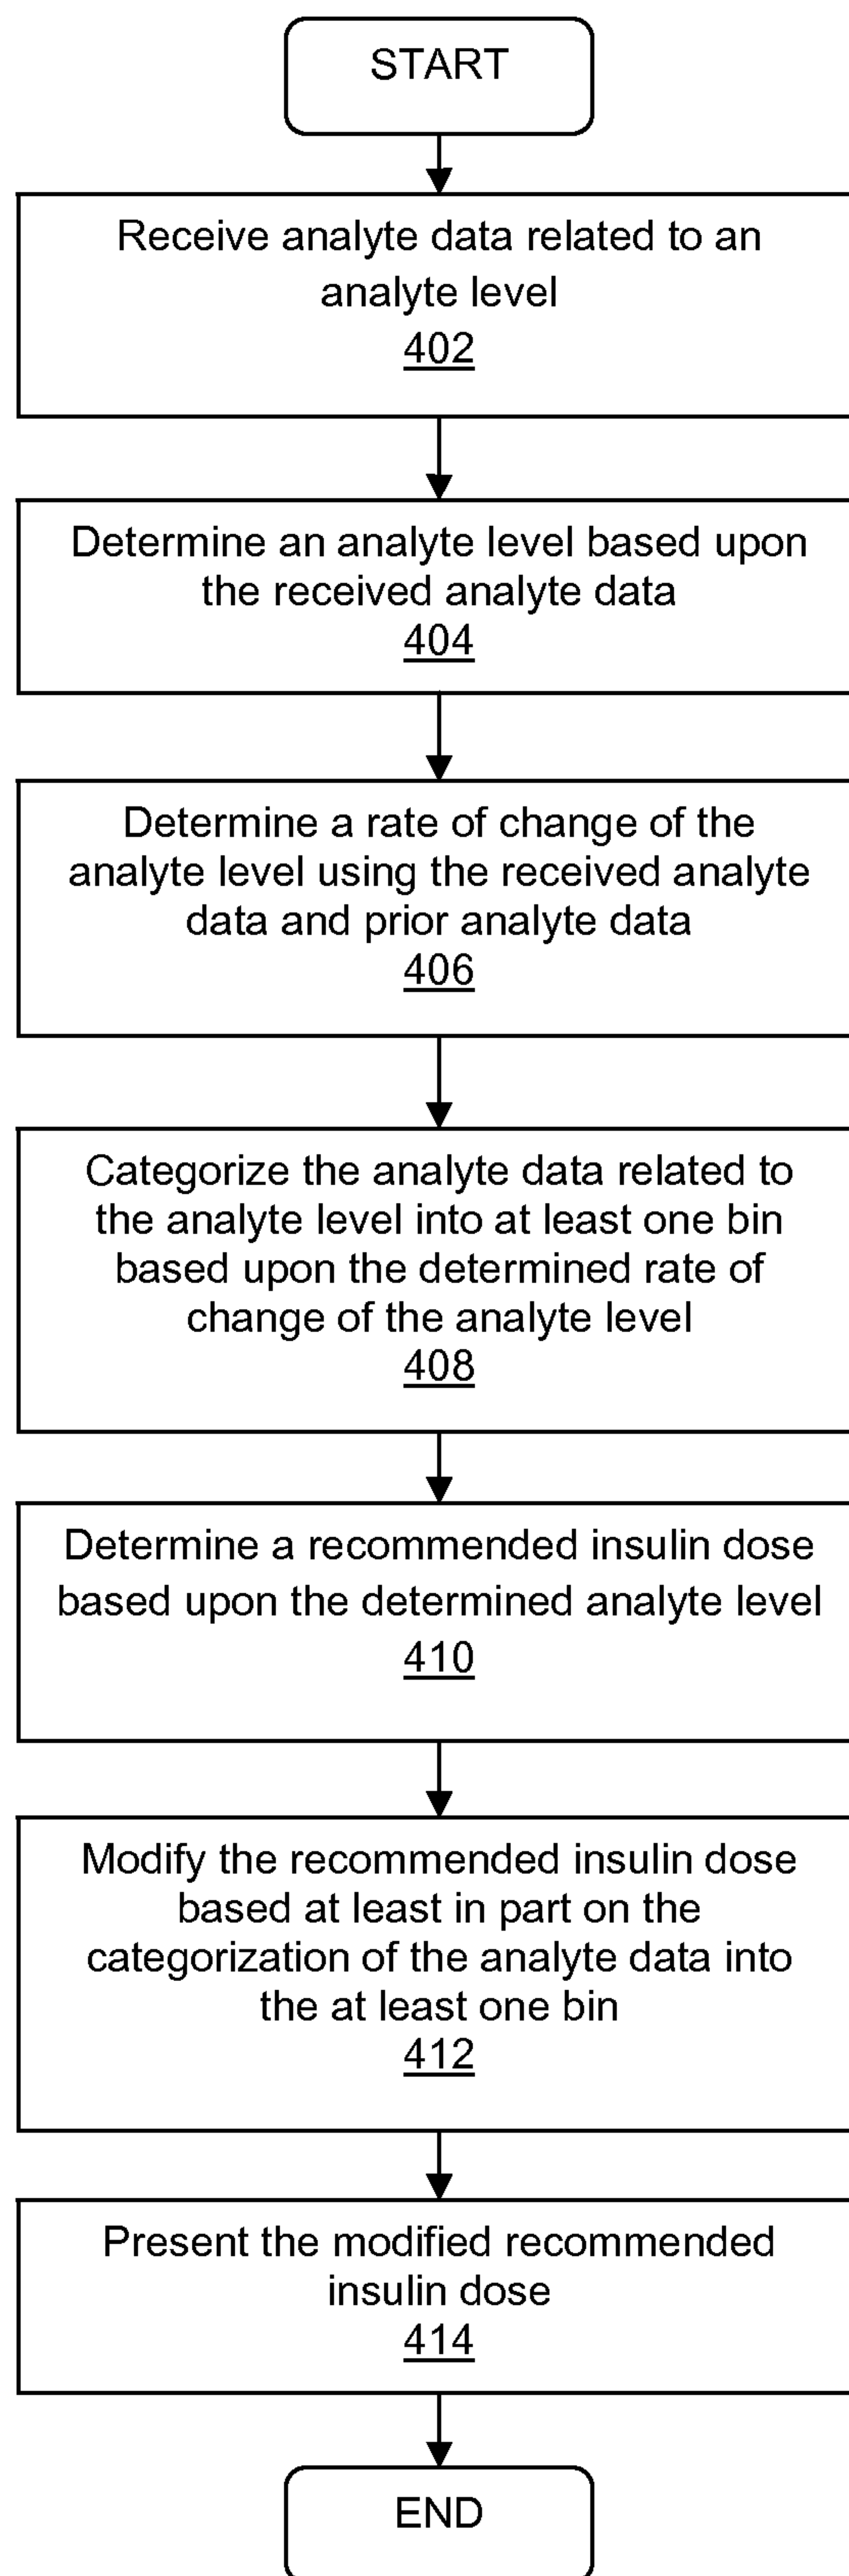 START
Receive analyte data related to an
analyte level
402
Determine an analyte level based upon
the received analyte data
404
Determine a rate of change of the
analyte level using the received analyte
data and prior analyte data
406
Categorize the analyte data related to
the analyte level into at least one bin
based upon the determined rate of
change of the analyte level
408
Determine a recommended insulin dose
based upon the determined analyte level
410
Modify the recommended insulin dose
based at least in part on the
categorization of the analyte data into
the at least one bin
412
Present the modified recommended
insulin dose
414
END